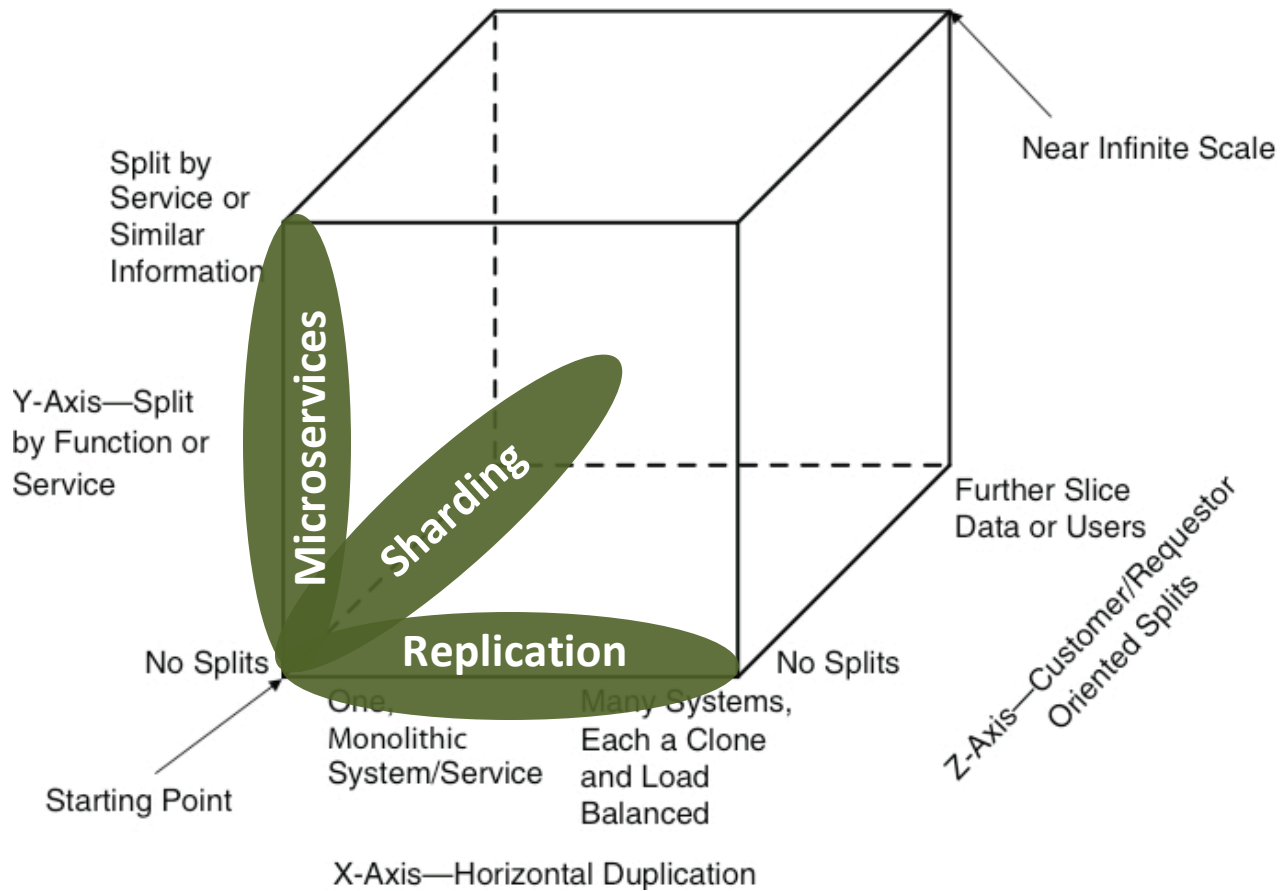 Near Infinite Scale
Split by
Service or
Similar
Information
Microservices
Y-Axis—Split
by Function or
Service
Sharding
Further Slice
Data or Users
Z-Axis—Customer/Requestor
Oriented Splits
No Splits
Replication
No Splits
One,
Monolithic
System/Service
Many Systems,
Each a Clone
and Load
Balanced
Starting Point
X-Axis—Horizontal Duplication